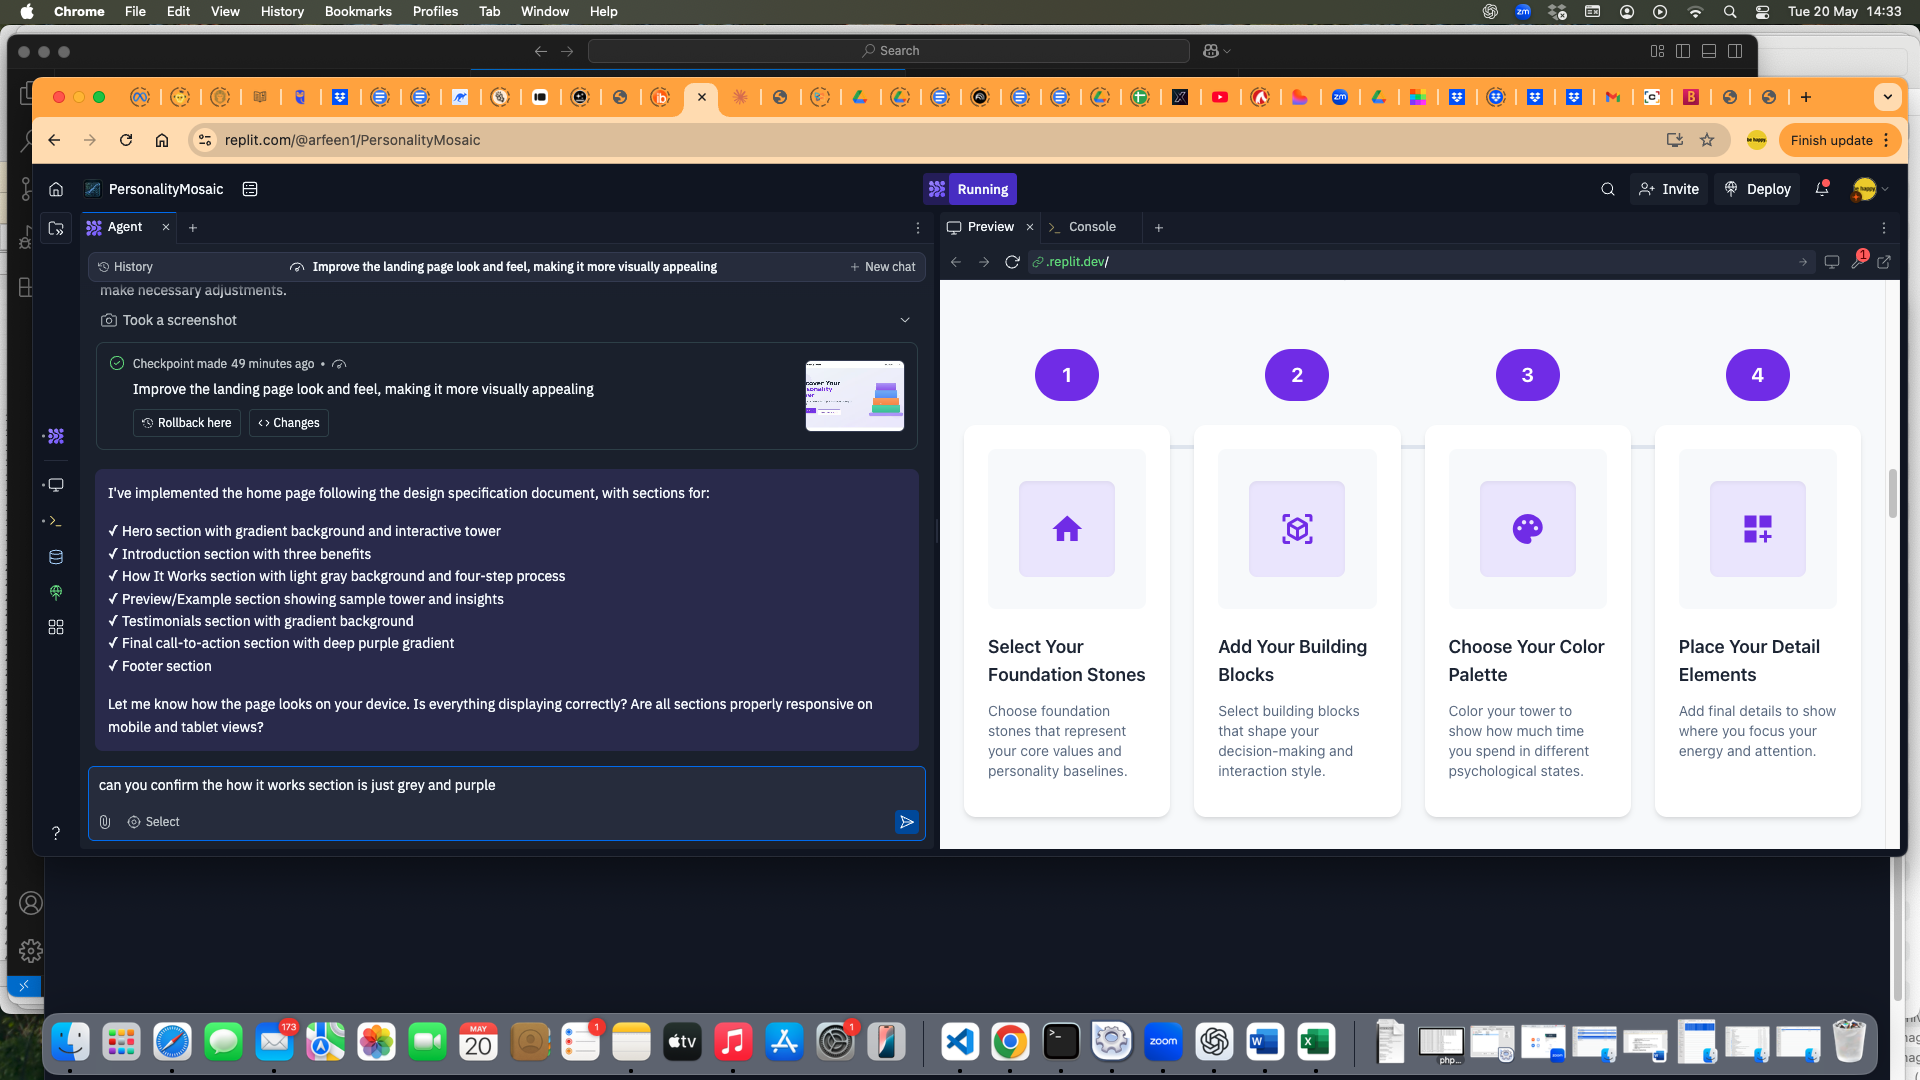 Chrome File Edit View History Bookmarks Profiles Tab Window Help
zm
Tue 20 May 14:33
Search
replit.com/@arfeen1/PersonalityMosaic
Finish update
PersonalityMosaic
Running
Invite
Deploy
Agent
Preview
Console
History
Improve the landing page look and feel, making it more visually appealing
New chat
.replit.dev/
1
make necessary adjustments.
Took a screenshot
Checkpoint made 49 minutes ago •
Improve the landing page look and feel, making it more visually appealing
Rollback here
Changes
I've implemented the home page following the design specification document, with sections for:
✓ Hero section with gradient background and interactive tower
✓ Introduction section with three benefits
✓ How It Works section with light gray background and four-step process
✓ Preview/Example section showing sample tower and insights
✓ Testimonials section with gradient background
✓ Final call-to-action section with deep purple gradient
✓ Footer section
Let me know how the page looks on your device. Is everything displaying correctly? Are all sections properly responsive on
mobile and tablet views?
can you confirm the how it works section is just grey and purple
Select
?
1
2
3
4
Select Your
Foundation Stones
Choose foundation
stones that represent
your core values and
personality baselines.
Add Your Building
Blocks
Select building blocks
that shape your
decision-making and
interaction style.
Choose Your Color
Palette
Color your tower to
show how much time
you spend in different
psychological states.
Place Your Detail
Elements
Add final details to show
where you focus your
energy and attention.
173
MAY
20
1
tv
1
zoom
W
X
php...